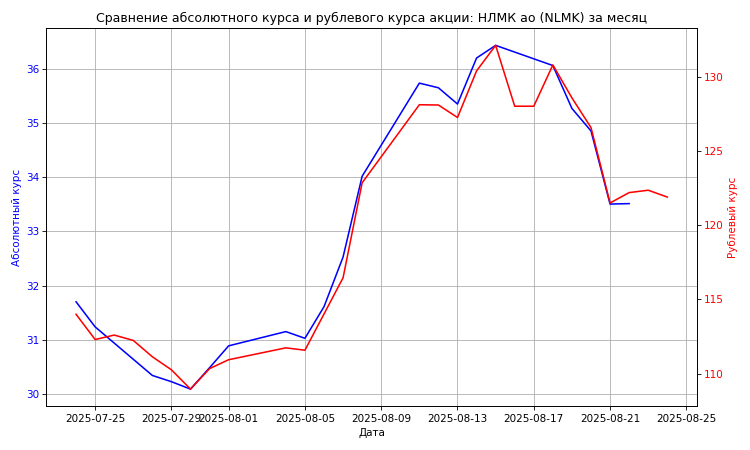 Сравнение абсолютного курса и рублевого курса акции: НЛМК ао (NLMK) за месяц
Абсолютный курс
36
35
34
33
32
31
30
130
125
120
115
110
Рублевый курс
2025-07-25 2025-07-29 2025-08-01 2025-08-05 2025-08-09 2025-08-13 2025-08-17 2025-08-21 2025-08-25
Дата